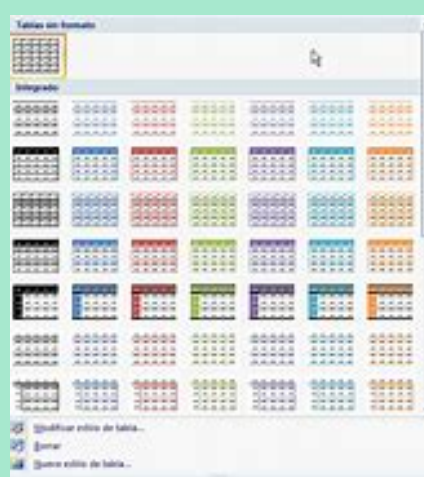 Tablas sin formato
Integrado
Modificar estilo de tabla...
Borrar
Nuevo estilo de tabla...